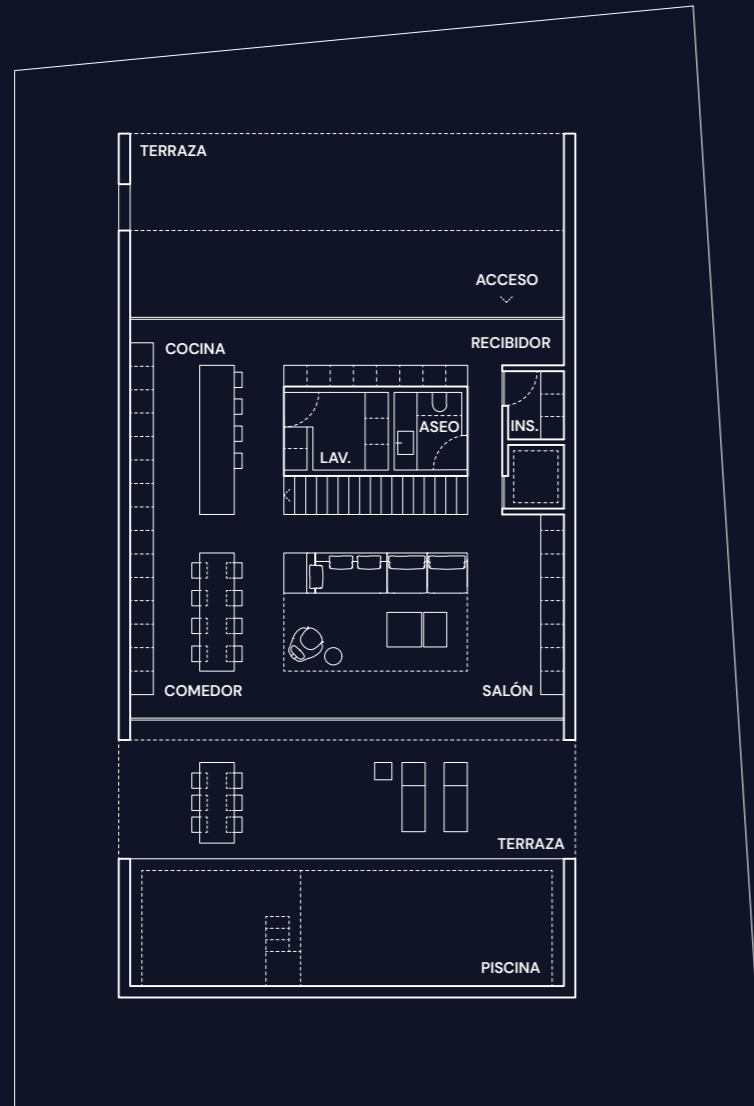 TERRAZA
ACCESO
COCINA
RECIBIDOR
ASEO
INS.
LAV.
COMEDOR
SALÓN
TERRAZA
PISCINA